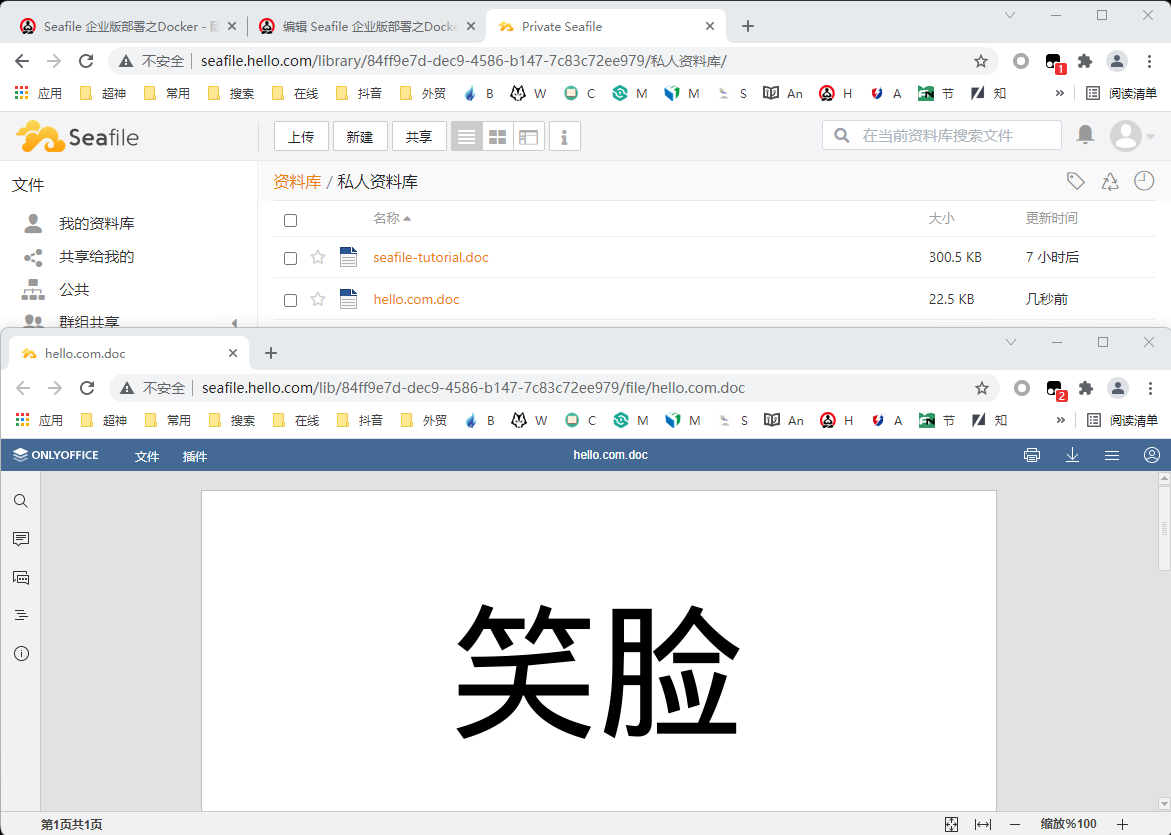 Seafile 企业版部署之Docker - 
编辑 Seafile 企业版部署之Docke
Private Seafile
不安全 seafile.hello.com/library/84ff9e7d-dec9-4586-b147-7c83c72ee979/私人资料库/
1
应用 超神 常用 搜索 在线 抖音 外贸 B W C M M S An H A 节 知 » 阅读清单
Seafile 上传 新建 共享 在当前资料库搜索文件
文件
资料库 / 私人资料库
我的资料库
共享给我的
公共
群组共享
名称 大小 更新时间
seafile-tutorial.doc 300.5 KB 7 小时后
hello.com.doc 22.5 KB 几秒前
hello.com.doc
不安全 seafile.hello.com/lib/84ff9e7d-dec9-4586-b147-7c83c72ee979/file/hello.com.doc
2
应用 超神 常用 搜索 在线 抖音 外贸 B W C M M S An H A 节 知 » 阅读清单
ONLYOFFICE 文件 插件 hello.com.doc
笑脸
第1页共1页 缩放%100